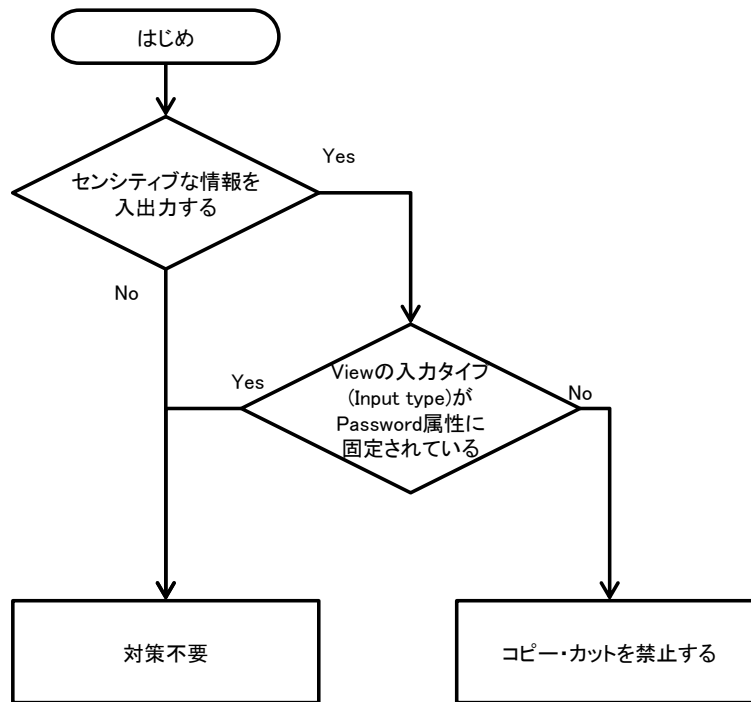 はじめ
センシティブな情報を
入出力する
Yes
No
Viewの入力タイプ
(Input type)が
Password属性に
固定されている
Yes
No
対策不要
コピー・カットを禁止する